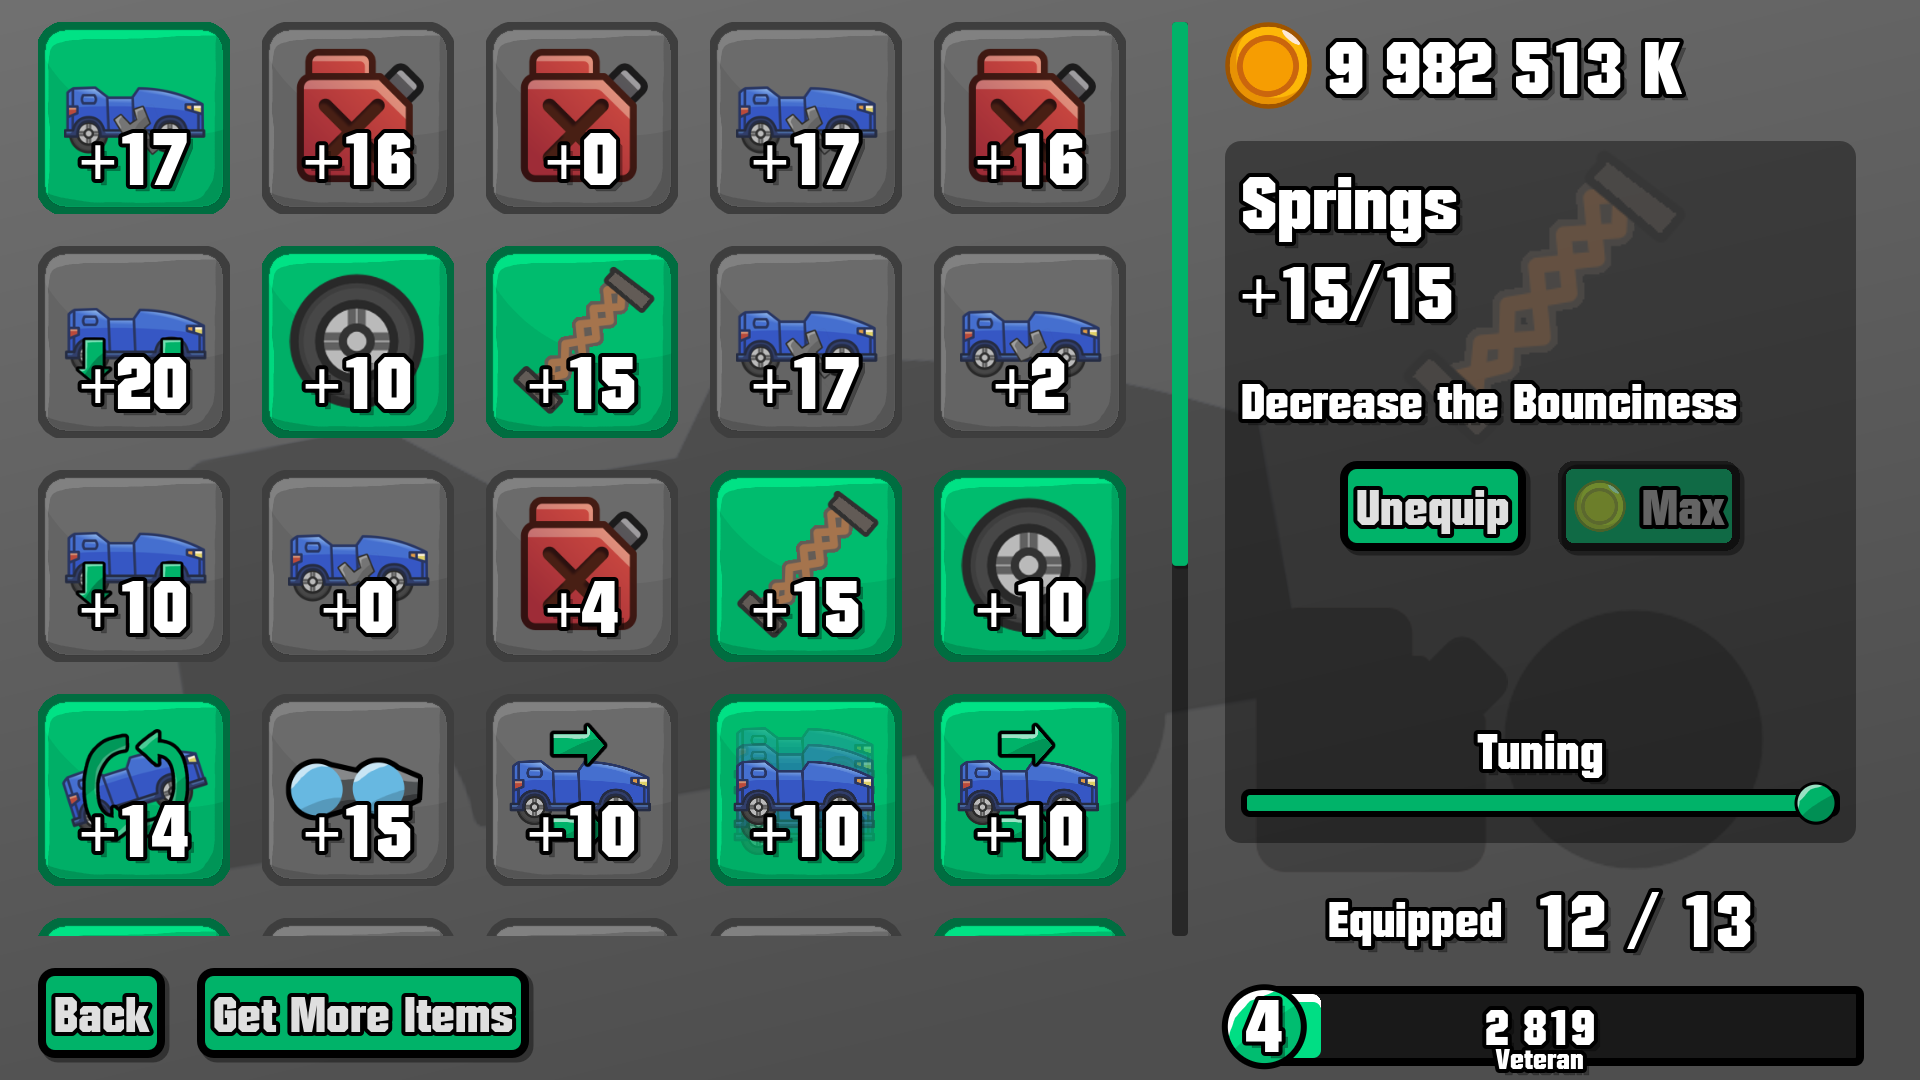 +17 +16 +0 +17 +16
+20 +10 +15 +17 +2
+10 +0 +4 +15 +10
+14 +15 +10 +10 +10
Back
Get More Items
9 982 513 K
Springs
+15/15
Decrease the Bounciness
Unequip
Max
Tuning
Equipped 12 / 13
4
2 819
Veteran